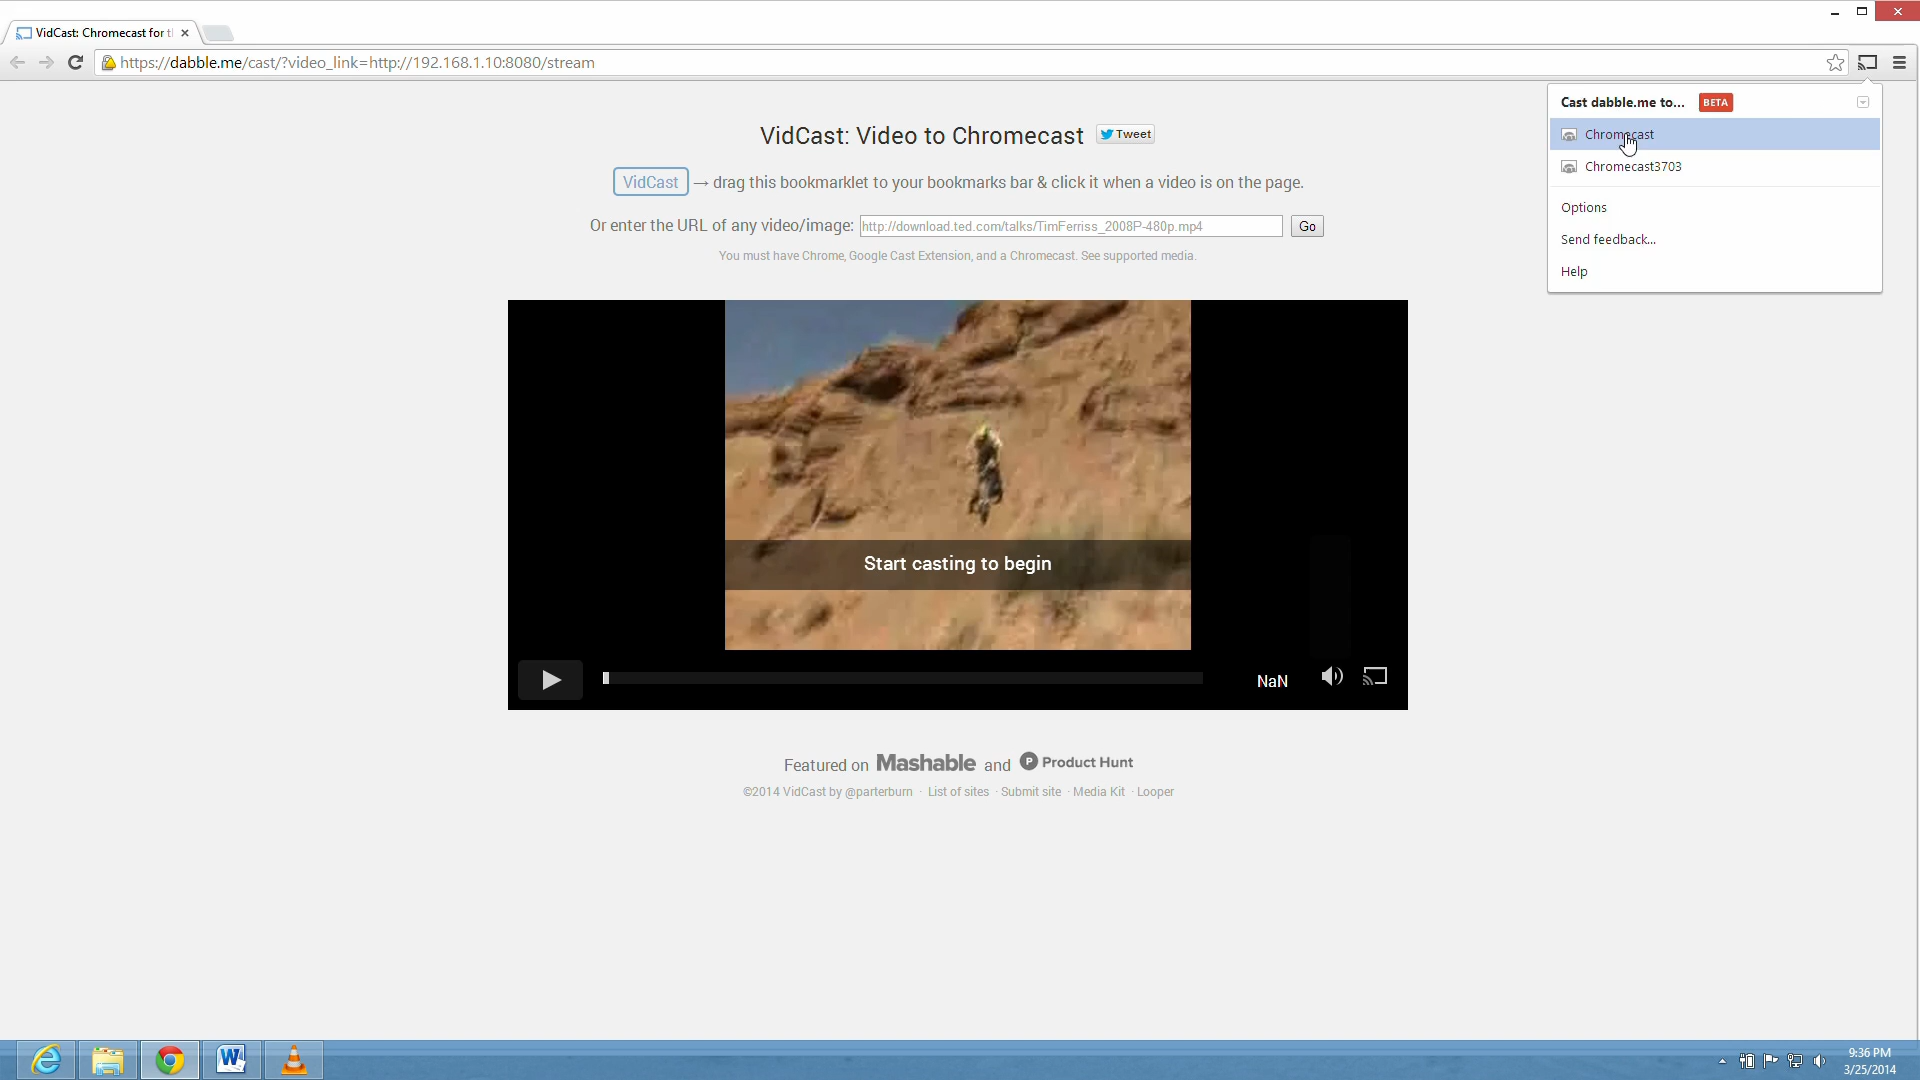 VidCast: Chromecast for t
https://dabble.me/cast/?video_link=http://192.168.1.10:8080/stream
Cast dabble.me to... BETA
Chromecast
Chromecast3703
Options
Send feedback...
Help
VidCast: Video to Chromecast Tweet
VidCast → drag this bookmarklet to your bookmarks bar & click it when a video is on the page.
Or enter the URL of any video/image: http://download.ted.com/talks/TimFerriss_2008P-480p.mp4 Go
You must have Chrome, Google Cast Extension, and a Chromecast. See supported media.
Start casting to begin
NaN
Featured on Mashable and P Product Hunt
©2014 VidCast by @parterburn · List of sites · Submit site · Media Kit · Looper
9:36 PM
3/25/2014